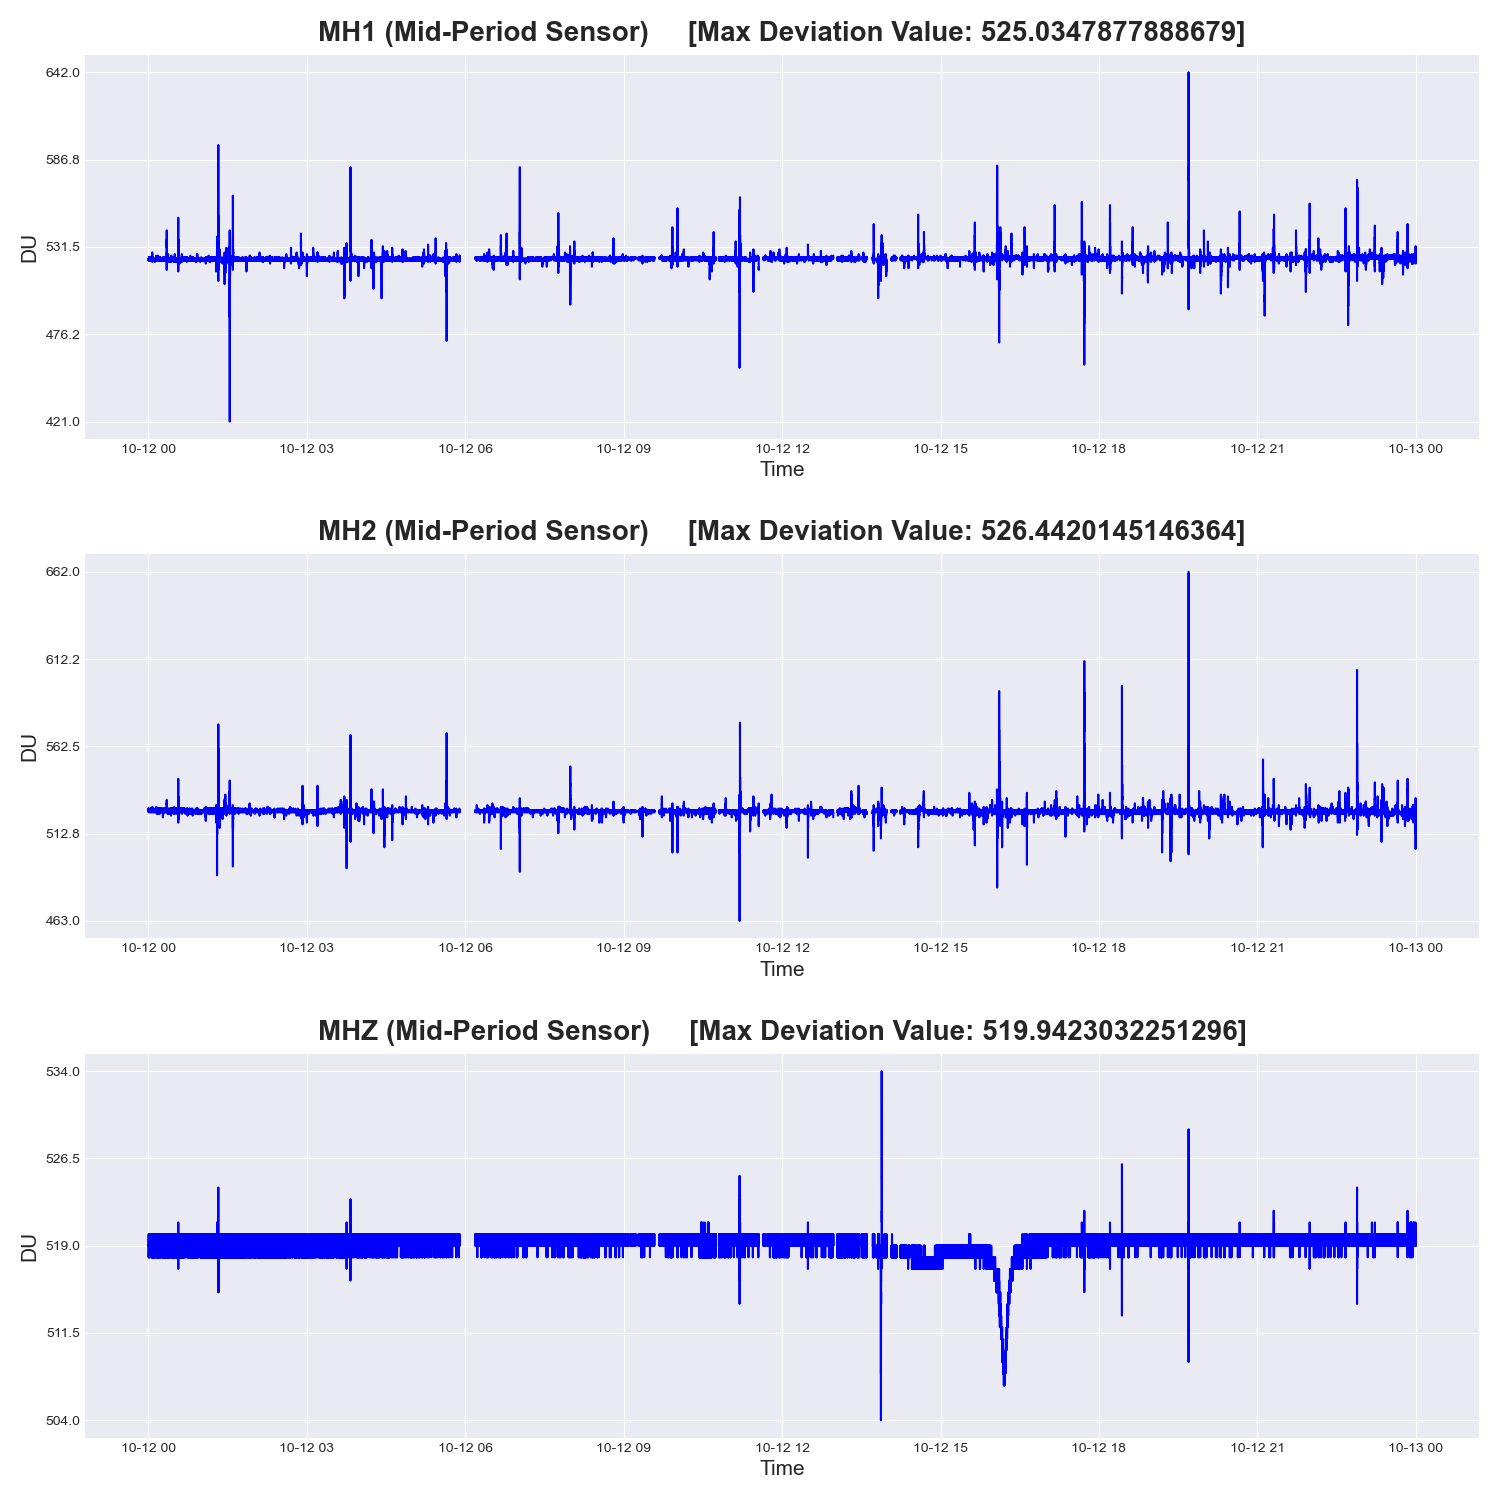 MH1 (Mid-Period Sensor) [Max Deviation Value: 525.0347877888679]
642.0
586.8
531.5
476.2
421.0
DU
10-12 00 10-12 03 10-12 06 10-12 09 10-12 12 10-12 15 10-12 18 10-12 21 10-13 00
Time
MH2 (Mid-Period Sensor) [Max Deviation Value: 526.4420145146364]
662.0
612.2
562.5
512.8
463.0
DU
10-12 00 10-12 03 10-12 06 10-12 09 10-12 12 10-12 15 10-12 18 10-12 21 10-13 00
Time
MHZ (Mid-Period Sensor) [Max Deviation Value: 519.9423032251296]
534.0
526.5
519.0
511.5
504.0
DU
10-12 00 10-12 03 10-12 06 10-12 09 10-12 12 10-12 15 10-12 18 10-12 21 10-13 00
Time